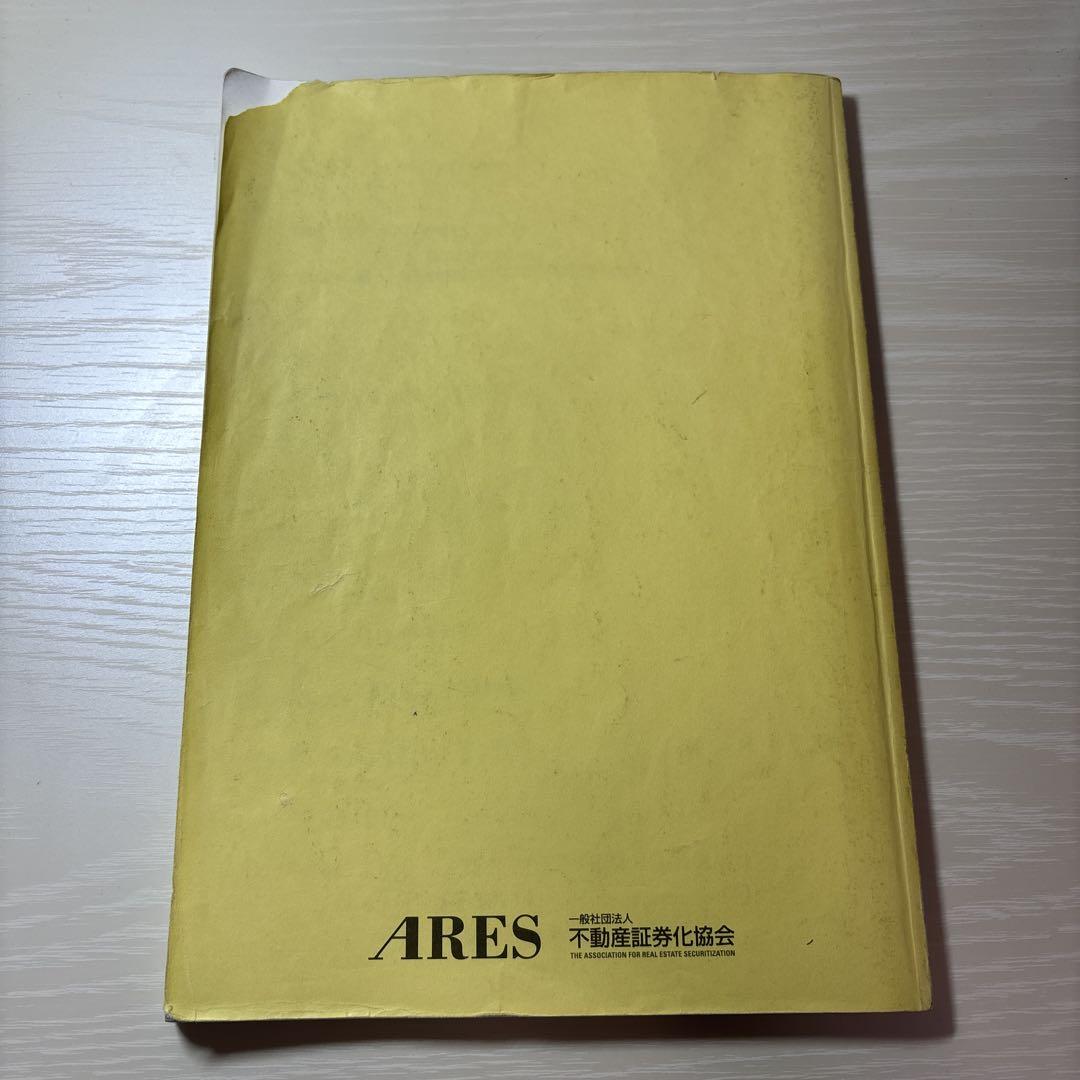 ARES
一般社団法人
不動産証券化協会
THE ASSOCIATION FOR REAL ESTATE SECURITIZATION